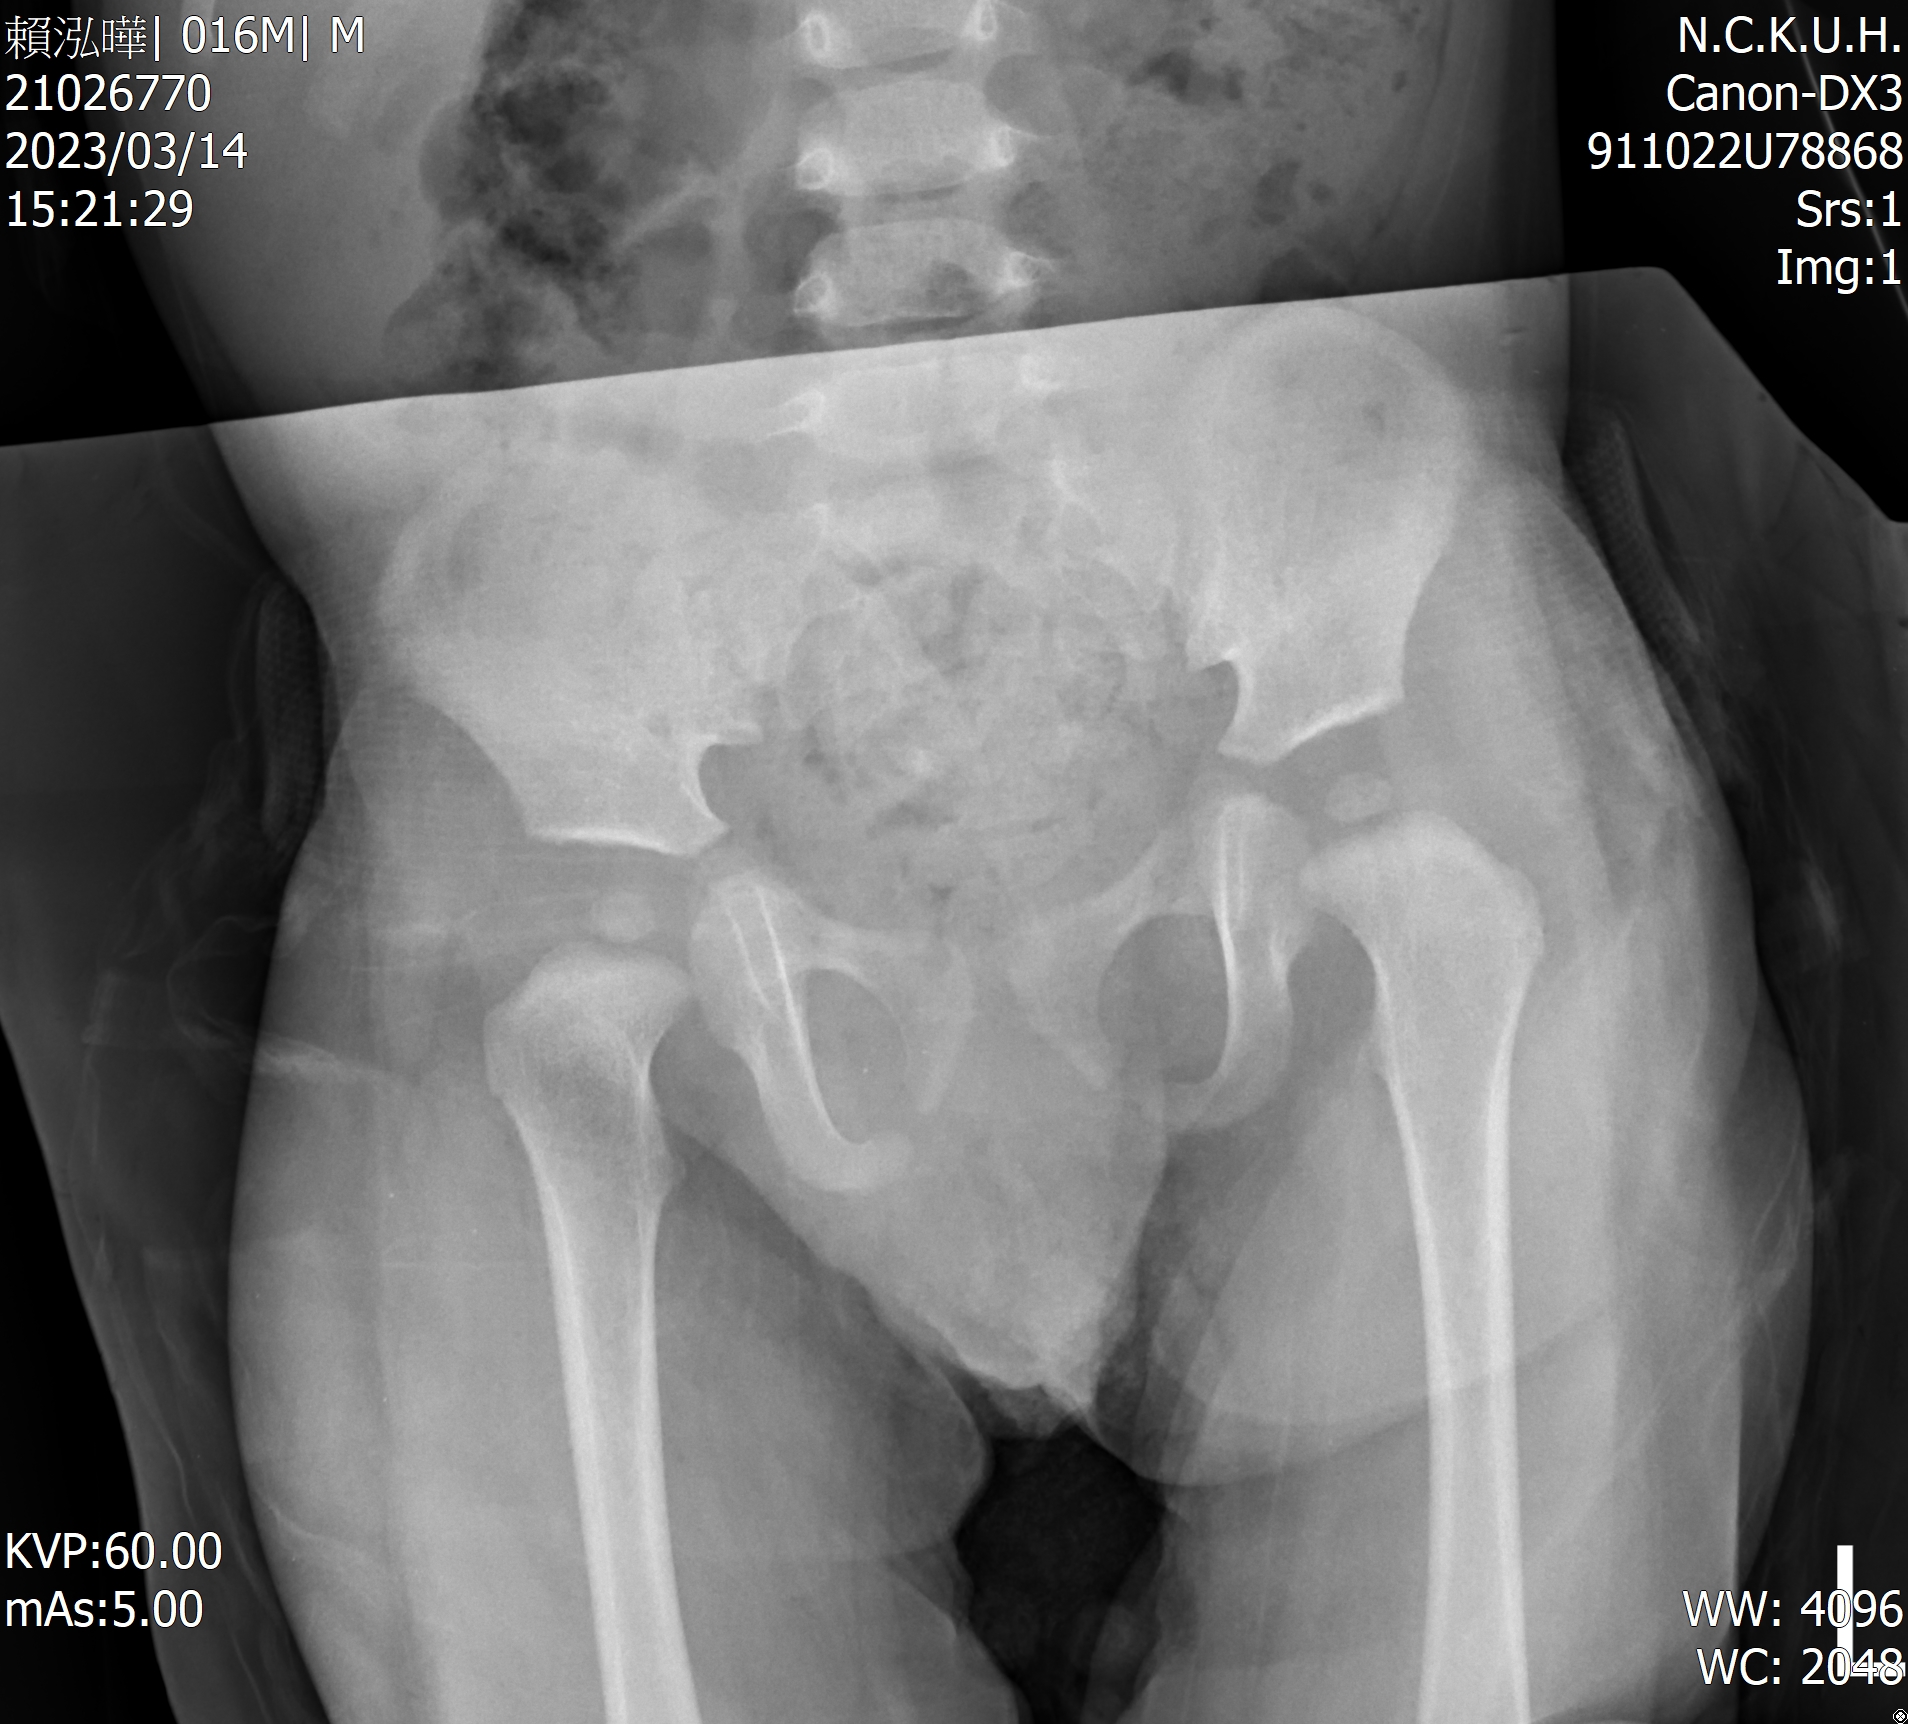 賴泓曄| 016M| M
21026770
2023/03/14
15:21:29
N.C.K.U.H.
Canon-DX3
911022U78868
Srs:1
Img:1
KVP:60.00
mAs:5.00
L
WW: 4096
WC: 2048